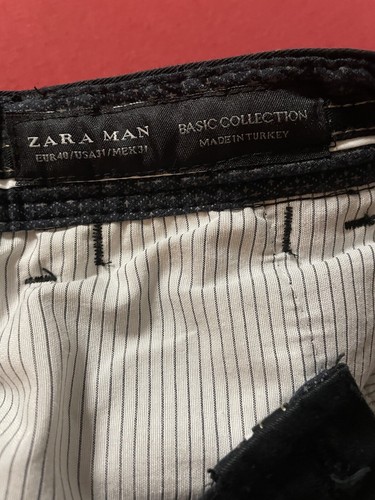 ZARA MAN
EUR 40 / USA 31 / MEX 31
BASIC COLLECTION
MADE IN TURKEY